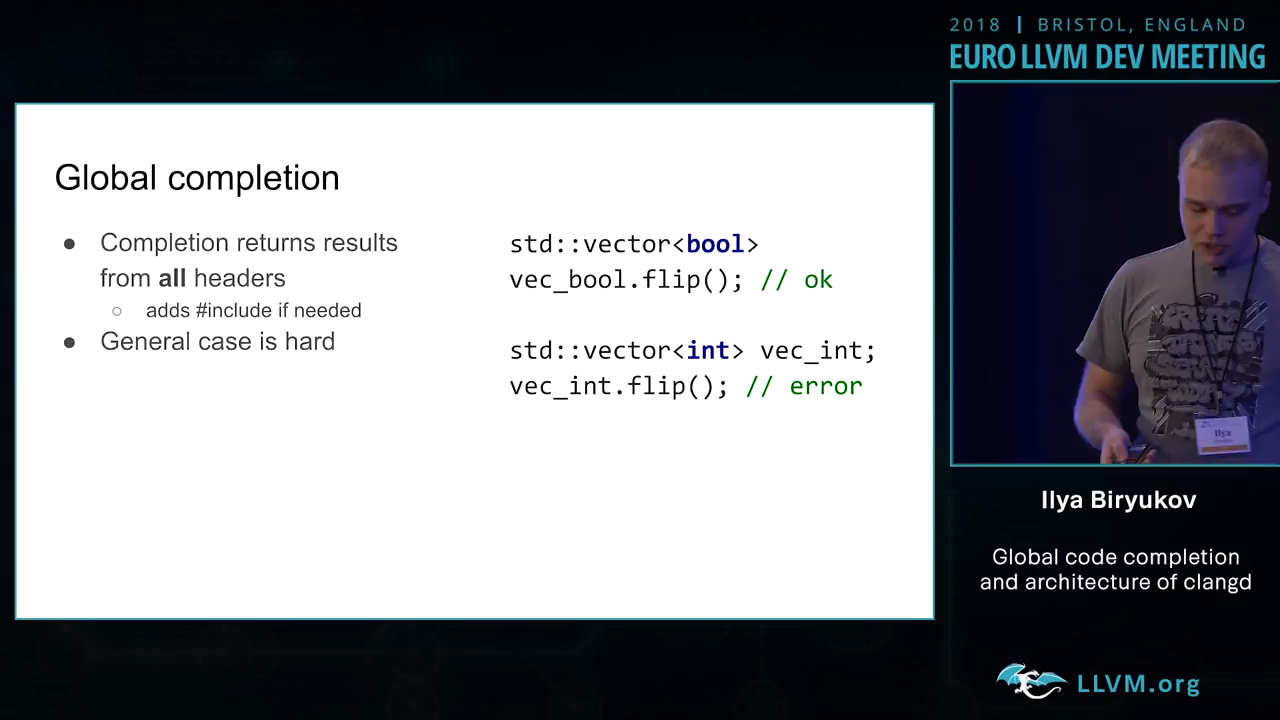 2018 | BRISTOL, ENGLAND
EURO LLVM DEV MEETING
Global completion
● Completion returns results
from all headers
○ adds #include if needed
● General case is hard
std::vector<bool>
vec_bool.flip(); // ok
std::vector<int> vec_int;
vec_int.flip(); // error
Ilya
Ilya Biryukov
Global code completion
and architecture of clangd
LLVM.org